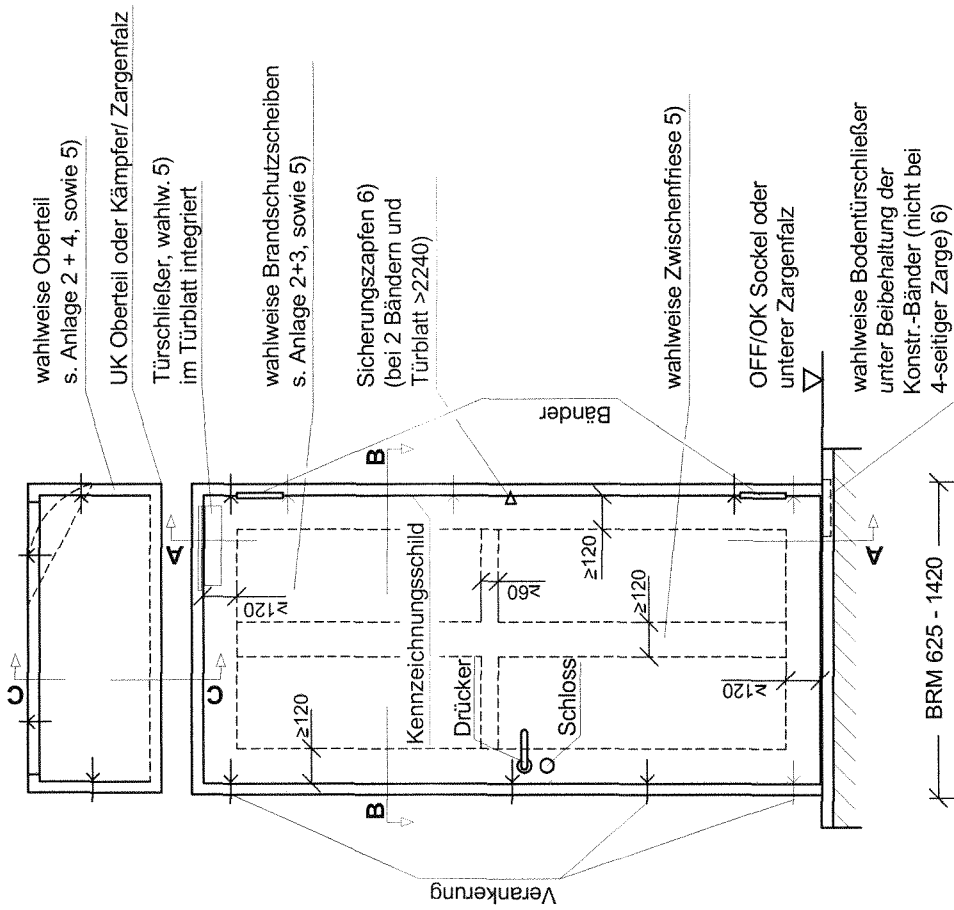 wahlweise Oberteil
s. Anlage 2 + 4, sowie 5)
UK Oberteil oder Kämpfer/ Zargenfalz
Türschließer, wahlw. 5)
im Türblatt integriert
wahlweise Brandschutzscheiben
s. Anlage 2+3, sowie 5)
Sicherungszapfen 6)
(bei 2 Bändern und
Türblatt >2240)
wahlweise Zwischenfriese 5)
OFF/OK Sockel oder
unterer Zargenfalz
wahlweise Bodentürschließer
unter Beibehaltung der
Konstr.-Bänder (nicht bei
4-seitiger Zarge) 6)
Bänder
C
C
A
A
B
B
≥120
≥120
≥60
≥120
≥120
≥120
Kennzeichnungsschild
Drücker
Schloss
Verankerung
BRM 625 - 1420